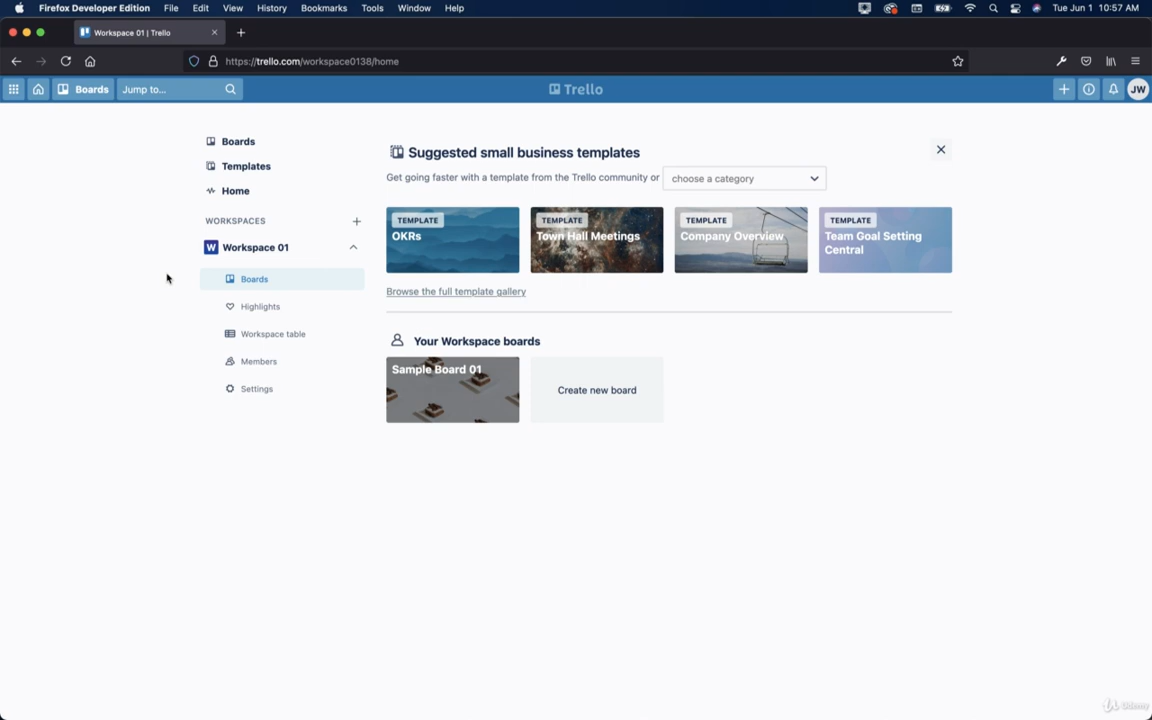 Firefox Developer Edition File Edit View History Bookmarks Tools Window Help Tue Jun 1 10:57 AM
Workspace 01 | Trello
https://trello.com/workspace0138/home
Boards Jump to... Trello JW
Boards
Templates
Home
WORKSPACES
W Workspace 01
Boards
Highlights
Workspace table
Members
Settings
Suggested small business templates
Get going faster with a template from the Trello community or choose a category
TEMPLATE
OKRs
TEMPLATE
Town Hall Meetings
TEMPLATE
Company Overview
TEMPLATE
Team Goal Setting
Central
Browse the full template gallery
Your Workspace boards
Sample Board 01
Create new board
Udemy